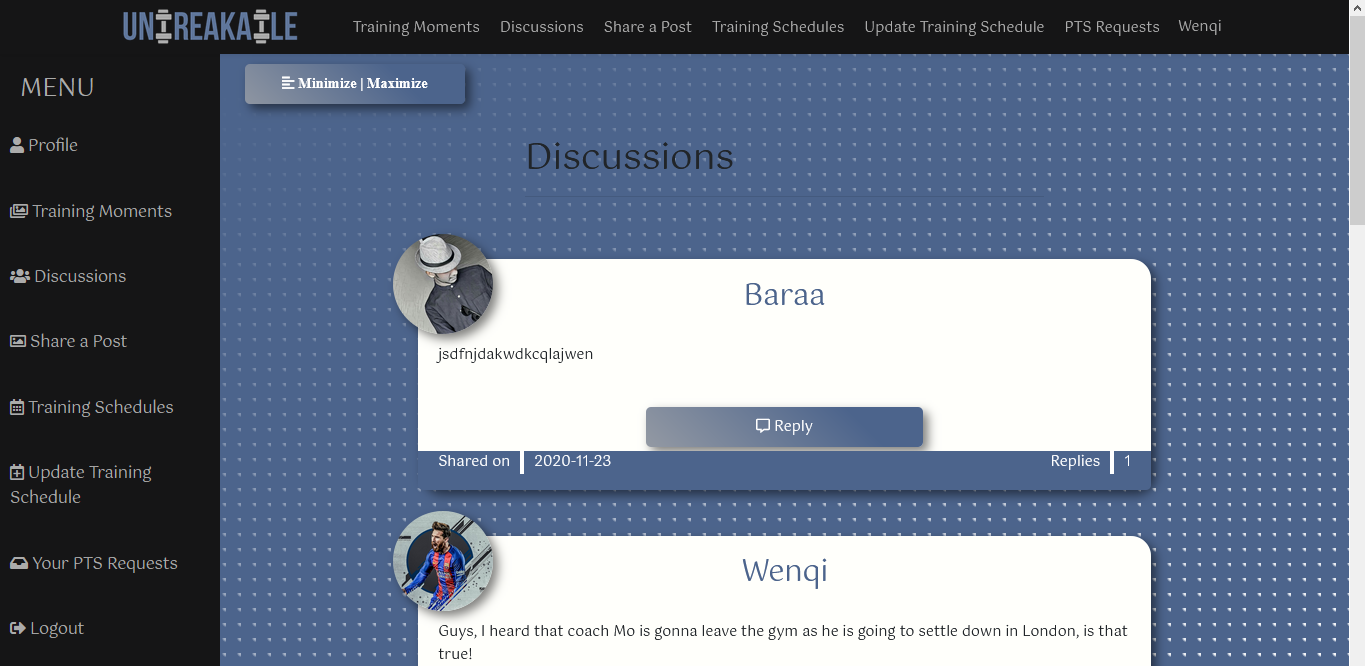 UNBREAKABLE
Training Moments Discussions Share a Post Training Schedules Update Training Schedule PTS Requests Wenqi
MENU
Profile
Training Moments
Discussions
Share a Post
Training Schedules
Update Training
Schedule
Your PTS Requests
Logout
Minimize | Maximize
Discussions
Baraa
jsdfnjdakwdkcqlajwen
Reply
Shared on 2020-11-23 Replies 1
Wenqi
Guys, I heard that coach Mo is gonna leave the gym as he is going to settle down in London, is that
true!